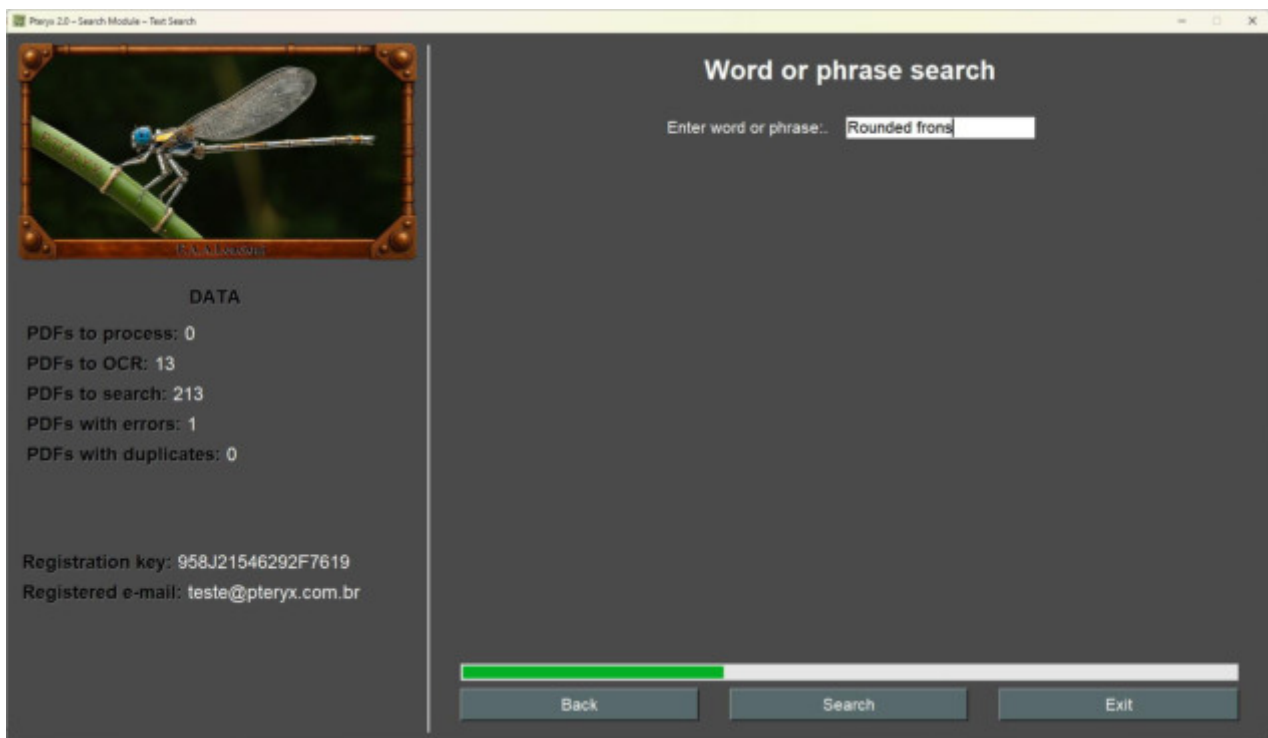 Pteryx 2.0 – Search Module – Text Search
Word or phrase search
Enter word or phrase:. Rounded frons
DATA
PDFs to process: 0
PDFs to OCR: 13
PDFs to search: 213
PDFs with errors: 1
PDFs with duplicates: 0
Registration key: 958J21546292F7619
Registered e-mail: teste@pteryx.com.br
Back
Search
Exit